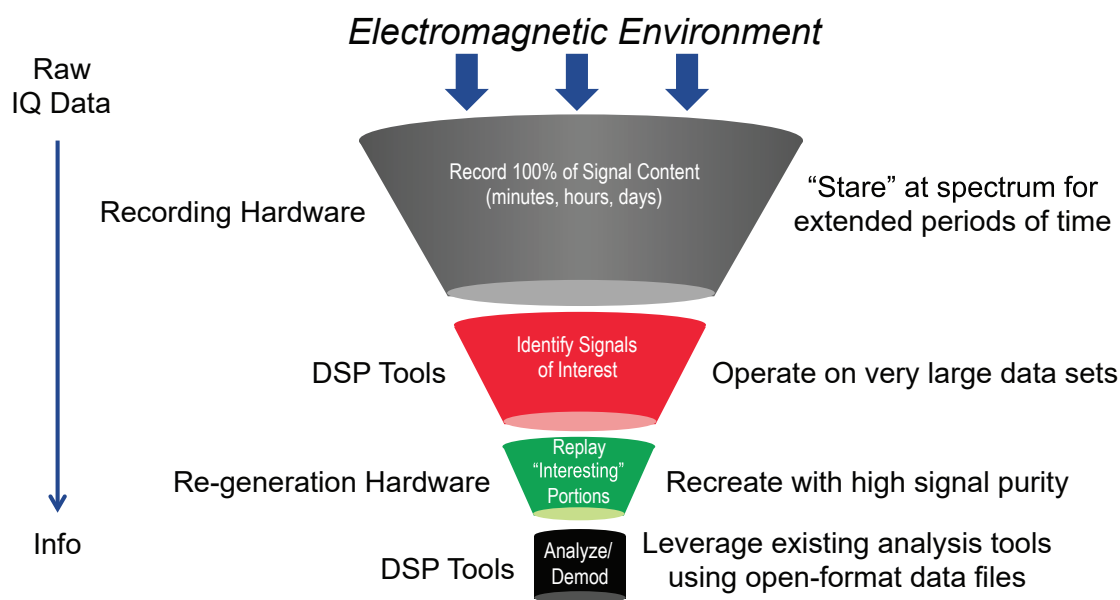 Electromagnetic Environment
Raw
IQ Data
Record 100% of Signal Content
(minutes, hours, days)
Recording Hardware
“Stare” at spectrum for
extended periods of time
Identify Signals
of Interest
DSP Tools
Operate on very large data sets
Replay
“Interesting”
Portions
Re-generation Hardware
Recreate with high signal purity
Info
Analyze/
Demod
DSP Tools
Leverage existing analysis tools
using open-format data files